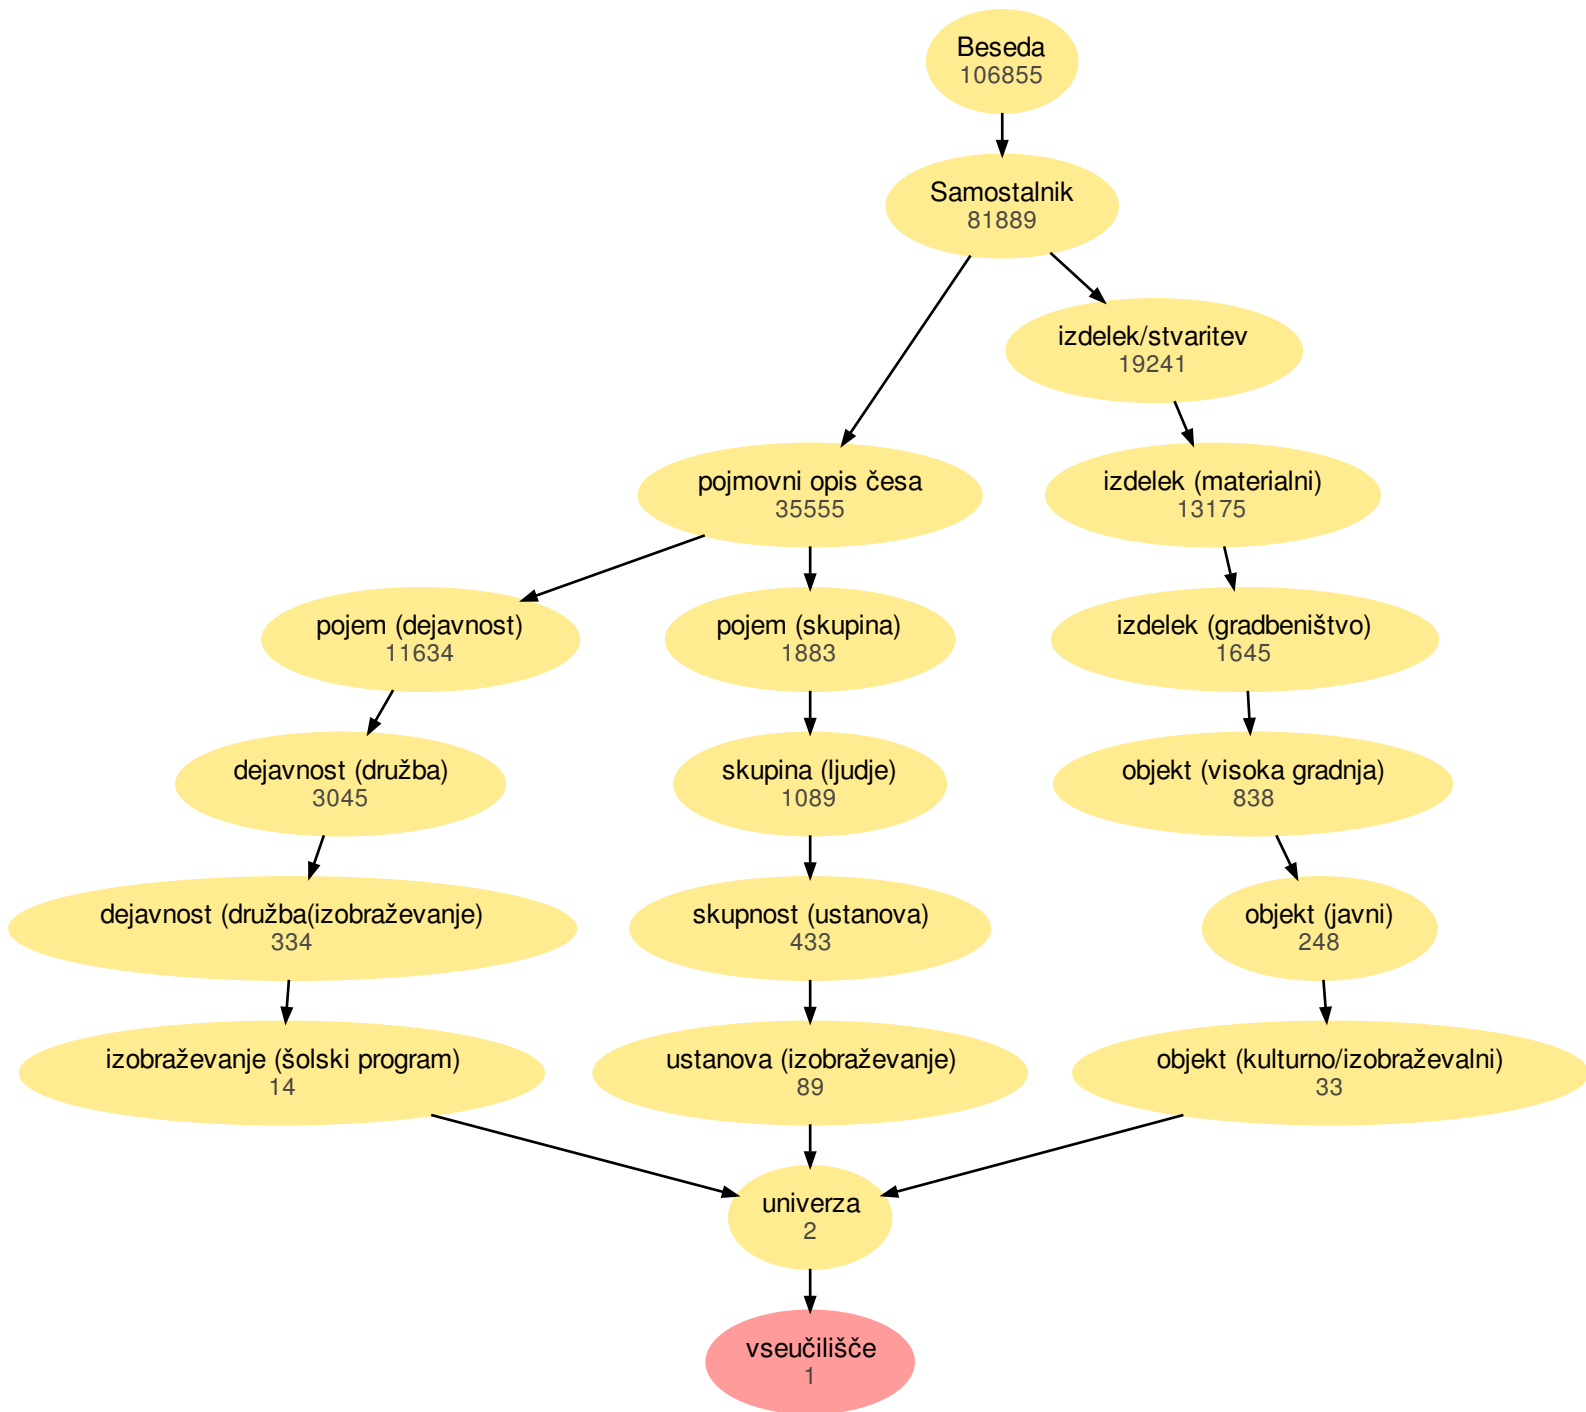 Beseda
106855
Samostalnik
81889
izdelek/stvaritev
19241
pojmovni opis česa
35555
izdelek (materialni)
13175
pojem (dejavnost)
11634
pojem (skupina)
1883
izdelek (gradbeništvo)
1645
dejavnost (družba)
3045
skupina (ljudje)
1089
objekt (visoka gradnja)
838
dejavnost (družba(izobraževanje)
334
skupnost (ustanova)
433
objekt (javni)
248
izobraževanje (šolski program)
14
ustanova (izobraževanje)
89
objekt (kulturno/izobraževalni)
33
univerza
2
vseučilišče
1